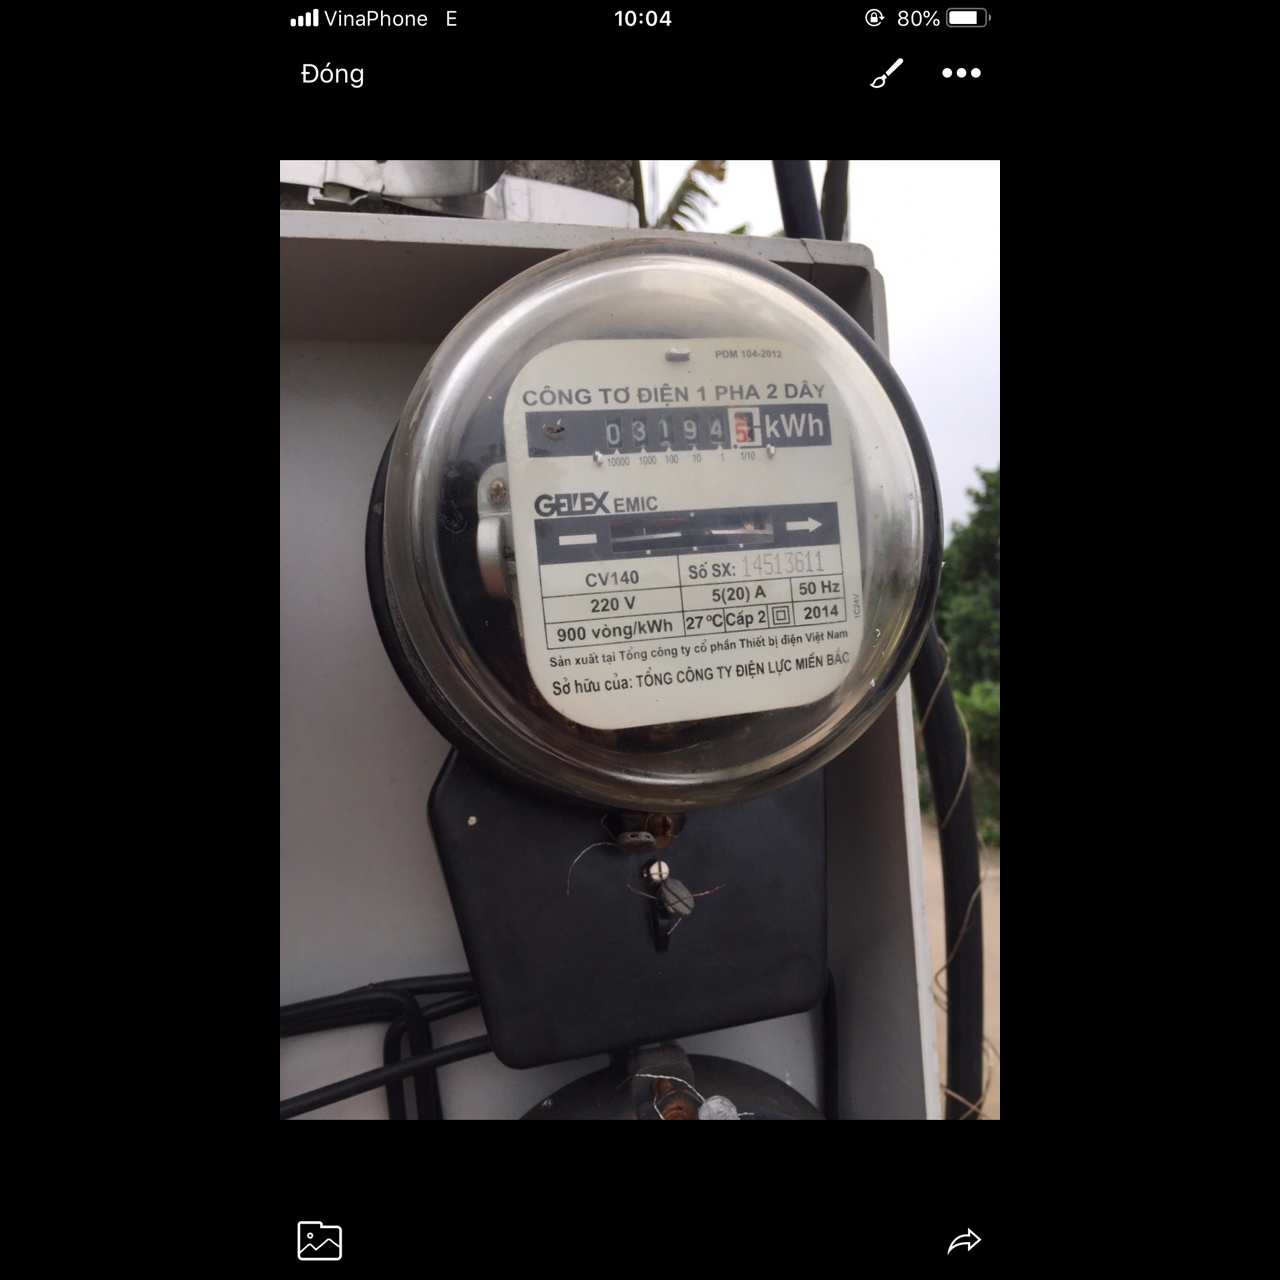 VinaPhone E 10:04 80%
Đóng
PDM 104-2012
CÔNG TƠ ĐIỆN 1 PHA 2 DÂY
0 3 1 9 4 5 kWh
10000 1000 100 10 1 1/10
GELEX EMIC
CV140 Số SX: 14513611
220 V 5(20) A 50 Hz
900 vòng/kWh 27 ºC Cấp 2 2014
IC24V
Sản xuất tại Tổng công ty cổ phần Thiết bị điện Việt Nam
Sở hữu của: TỔNG CÔNG TY ĐIỆN LỰC MIỀN BẮC